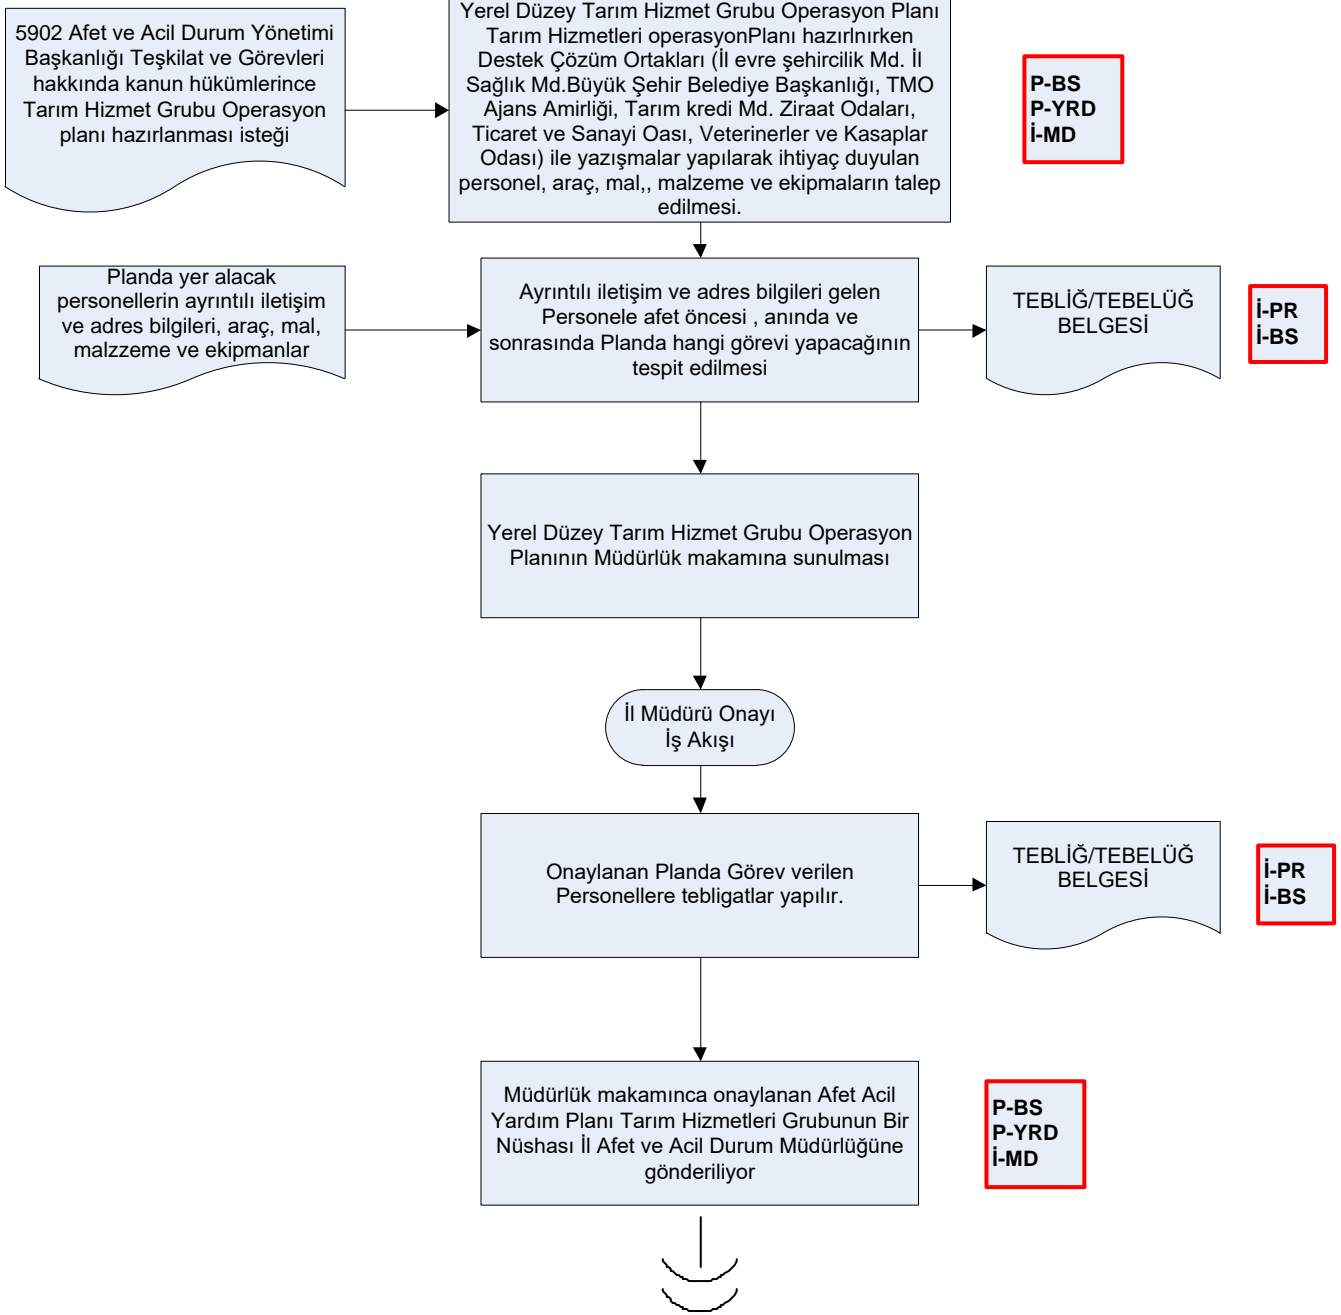 5902 Afet ve Acil Durum Yönetimi
Başkanlığı Teşkilat ve Görevleri
hakkında kanun hükümlerince
Tarım Hizmet Grubu Operasyon
planı hazırlanması isteği
Yerel Düzey Tarım Hizmet Grubu Operasyon Planı
Tarım Hizmetleri operasyonPlanı hazırlnırken
Destek Çözüm Ortakları (İl evre şehircilik Md. İl
Sağlık Md.Büyük Şehir Belediye Başkanlığı, TMO
Ajans Amirliği, Tarım kredi Md. Ziraat Odaları,
Ticaret ve Sanayi Oası, Veterinerler ve Kasaplar
Odası) ile yazışmalar yapılarak ihtiyaç duyulan
personel, araç, mal,, malzeme ve ekipmaların talep
edilmesi.
P-BS
P-YRD
İ-MD
Planda yer alacak
personellerin ayrıntılı iletişim
ve adres bilgileri, araç, mal,
malzzeme ve ekipmanlar
Ayrıntılı iletişim ve adres bilgileri gelen
Personele afet öncesi , anında ve
sonrasında Planda hangi görevi yapacağının
tespit edilmesi
TEBLİĞ/TEBELÜĞ
BELGESİ
İ-PR
İ-BS
Yerel Düzey Tarım Hizmet Grubu Operasyon
Planının Müdürlük makamına sunulması
İl Müdürü Onayı
İş Akışı
Onaylanan Planda Görev verilen
Personellere tebligatlar yapılır.
TEBLİĞ/TEBELÜĞ
BELGESİ
İ-PR
İ-BS
Müdürlük makamınca onaylanan Afet Acil
Yardım Planı Tarım Hizmetleri Grubunun Bir
Nüshası İl Afet ve Acil Durum Müdürlüğüne
gönderiliyor
P-BS
P-YRD
İ-MD